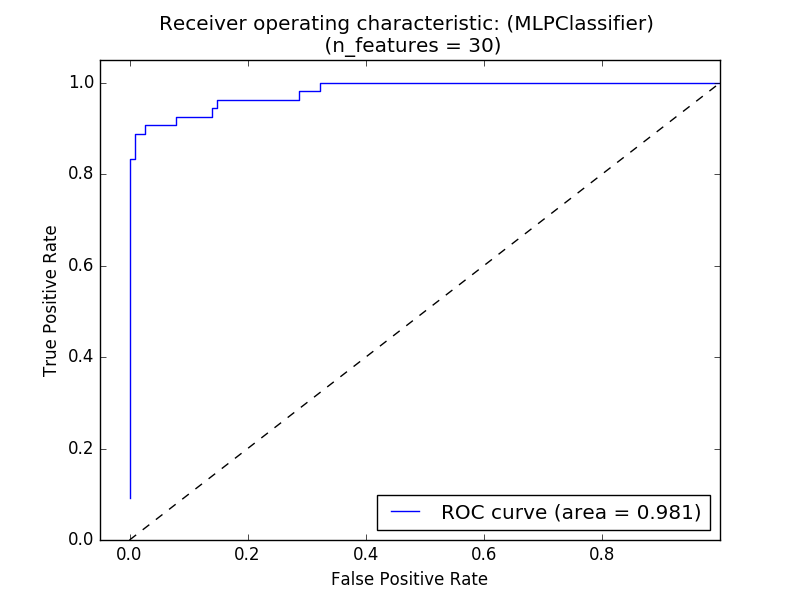 Receiver operating characteristic: (MLPClassifier)
(n_features = 30)
True Positive Rate
1.0
0.8
0.6
0.4
0.2
0.0
ROC curve (area = 0.981)
0.0 0.2 0.4 0.6 0.8
False Positive Rate